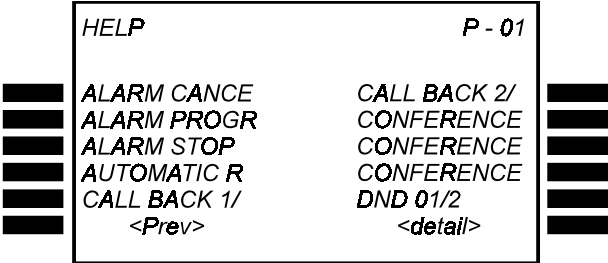 HELP P - 01
ALARM CANCE CALL BACK 2/
ALARM PROGR CONFERENCE
ALARM STOP CONFERENCE
AUTOMATIC R CONFERENCE
CALL BACK 1/ DND 01/2
<Prev> <detail>